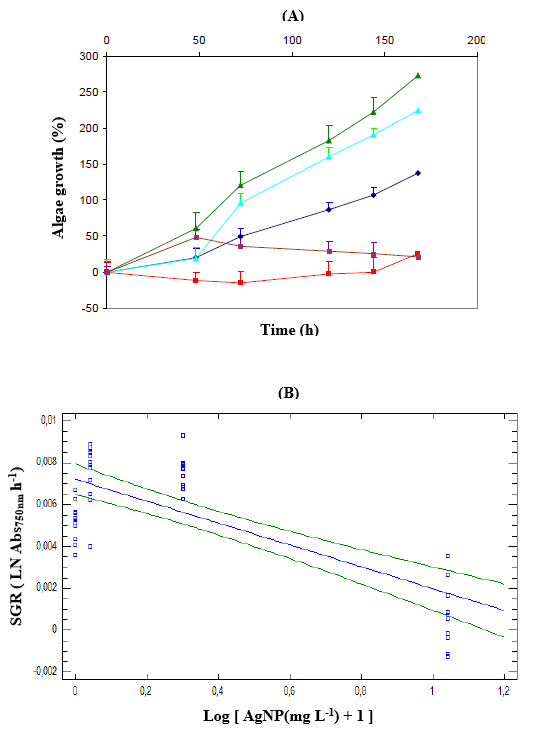 (A)
0 50 100 150 200
300
250
200
150
100
50
0
-50
Algae growth (%)
Time (h)
(B)
0,01
0,008
0,006
0,004
0,002
0
-0,002
SGR ( LN Abs750nm h-1)
0 0,2 0,4 0,6 0,8 1 1,2
Log [ AgNP(mg L-1) + 1 ]